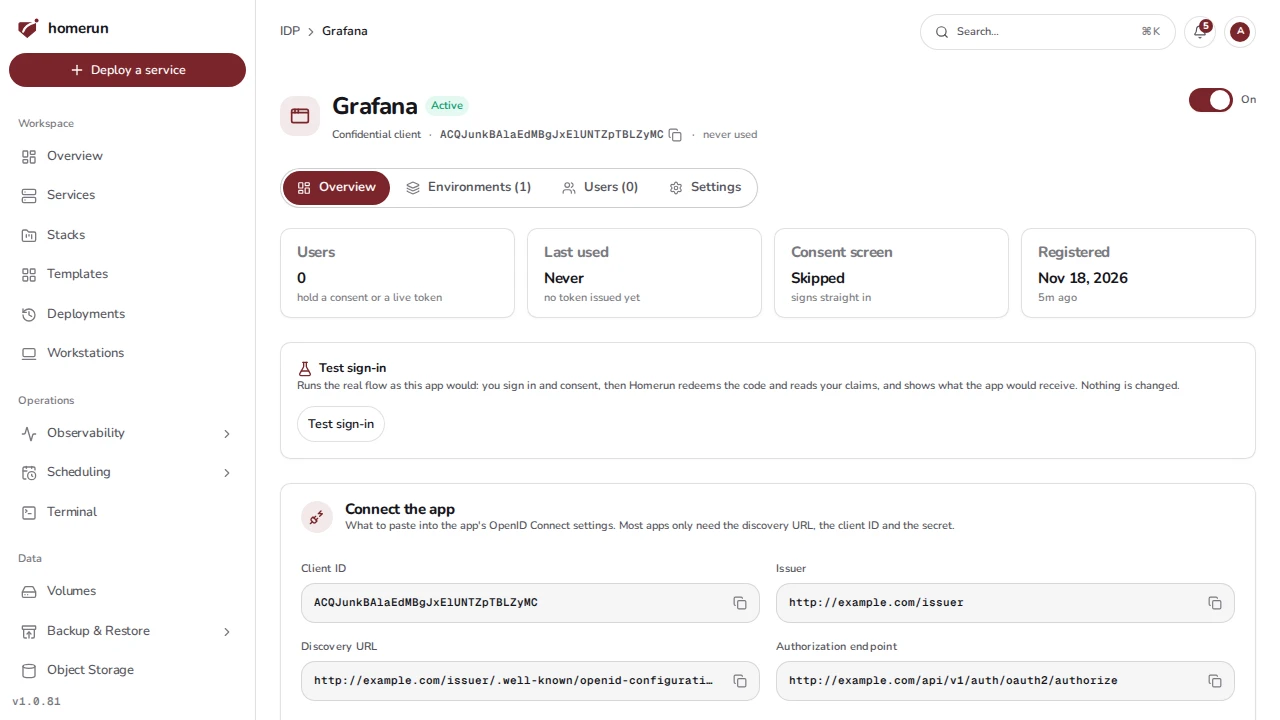 homerun
Deploy a service
Workspace
Overview
Services
Stacks
Templates
Deployments
Workstations
Operations
Observability
Scheduling
Terminal
Data
Volumes
Backup & Restore
Object Storage
v1.0.81
IDP
Grafana
Search...
⌘K
5
A
Grafana
Active
Confidential client · ACQJunkBAlaEdMBgJxElUNTZpTBLZyMC · never used
On
Overview
Environments (1)
Users (0)
Settings
Users
0
hold a consent or a live token
Last used
Never
no token issued yet
Consent screen
Skipped
signs straight in
Registered
Nov 18, 2026
5m ago
Test sign-in
Runs the real flow as this app would: you sign in and consent, then Homerun redeems the code and reads your claims, and shows what the app would receive. Nothing is changed.
Test sign-in
Connect the app
What to paste into the app's OpenID Connect settings. Most apps only need the discovery URL, the client ID and the secret.
Client ID
ACQJunkBAlaEdMBgJxElUNTZpTBLZyMC
Issuer
http://example.com/issuer
Discovery URL
http://example.com/issuer/.well-known/openid-configurati…
Authorization endpoint
http://example.com/api/v1/auth/oauth2/authorize